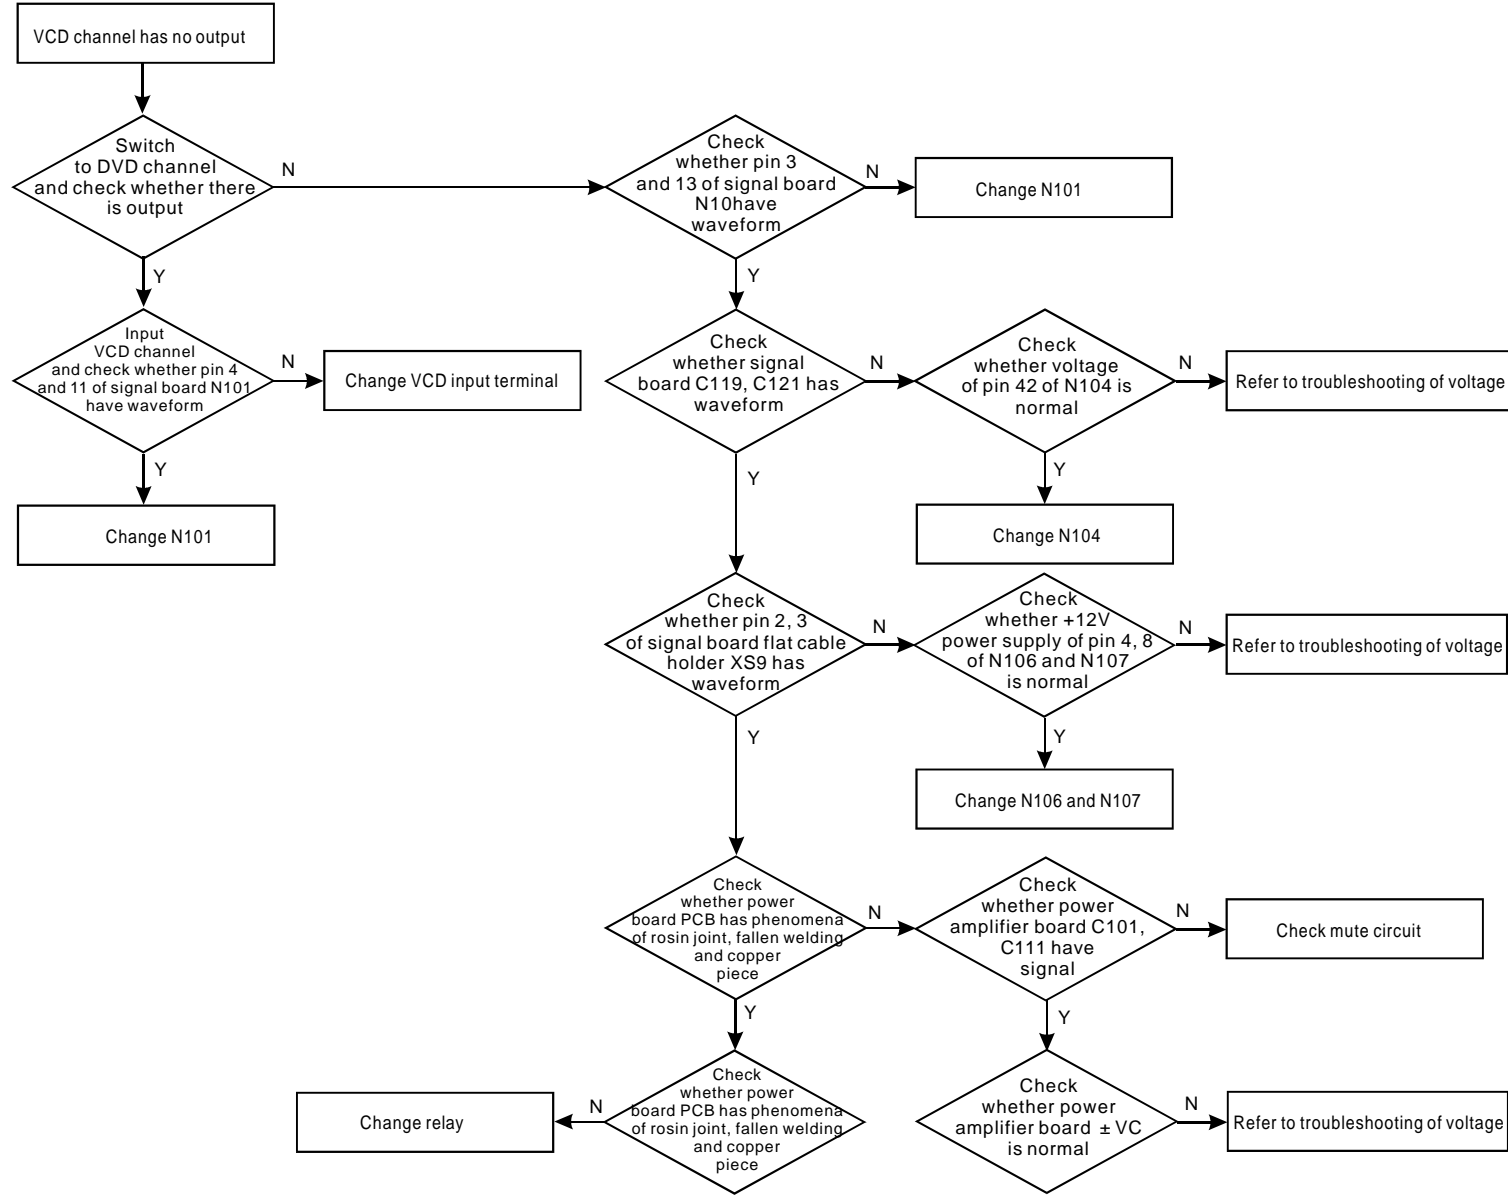 VCD channel has no output
Switch
to DVD channel
and check whether there
is output
N
Y
Input
VCD channel
and check whether pin 4
and 11 of signal board N101
have waveform
N
Change VCD input terminal
Y
Change N101
Check
whether pin 3
and 13 of signal board
N10have
waveform
N
Change N101
Y
Check
whether signal
board C119, C121 has
waveform
N
Check
whether voltage
of pin 42 of N104 is
normal
N
Refer to troubleshooting of voltage
Y
Change N104
Y
Check
whether pin 2, 3
of signal board flat cable
holder XS9 has
waveform
N
Check
whether +12V
power supply of pin 4, 8
of N106 and N107
is normal
N
Refer to troubleshooting of voltage
Y
Change N106 and N107
Y
Check
whether power
board PCB has phenomena
of rosin joint, fallen welding
and copper
piece
N
Check
whether power
amplifier board C101,
C111 have
signal
N
Check mute circuit
Y
Y
Check
whether power
board PCB has phenomena
of rosin joint, fallen welding
and copper
piece
N
Change relay
Check
whether power
amplifier board ± VC
is normal
N
Refer to troubleshooting of voltage